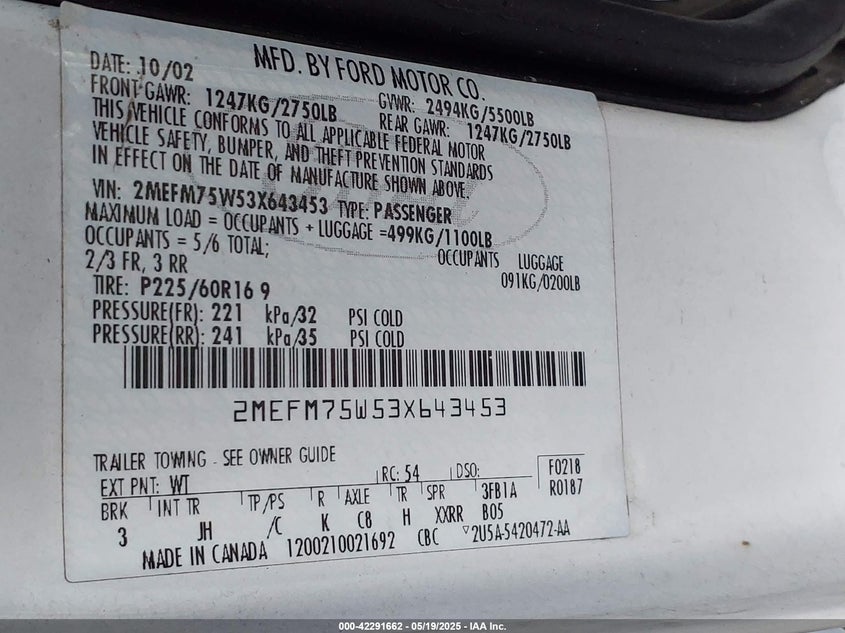 MFD. BY FORD MOTOR CO.
DATE: 10/02
FRONT GAWR: 1247KG/2750LB
GVWR: 2494KG/5500LB
REAR GAWR: 1247KG/2750LB
THIS VEHICLE CONFORMS TO ALL APPLICABLE FEDERAL MOTOR
VEHICLE SAFETY, BUMPER, AND THEFT PREVENTION STANDARDS
IN EFFECT ON THE DATE OF MANUFACTURE SHOWN ABOVE.
VIN: 2MEFM75W53X643453 TYPE: PASSENGER
MAXIMUM LOAD = OCCUPANTS + LUGGAGE =499KG/1100LB
OCCUPANTS = 5/6 TOTAL; OCCUPANTS LUGGAGE
2/3 FR, 3 RR 091KG/0200LB
TIRE: P225/60R16 9
PRESSURE(FR): 221 kPa/32 PSI COLD
PRESSURE(RR): 241 kPa/35 PSI COLD
2MEFM75W53X643453
TRAILER TOWING - SEE OWNER GUIDE
EXT PNT: WT RC: 54 DSO: F0218
R0187
BRK INT TR TP/PS R AXLE TR SPR 3FB1A
3 JH /C K C8 H XXRR B05
MADE IN CANADA 1200210021692 CBC 2U5A-5420472-AA
000-42291662 - 05/19/2025 - IAA Inc.